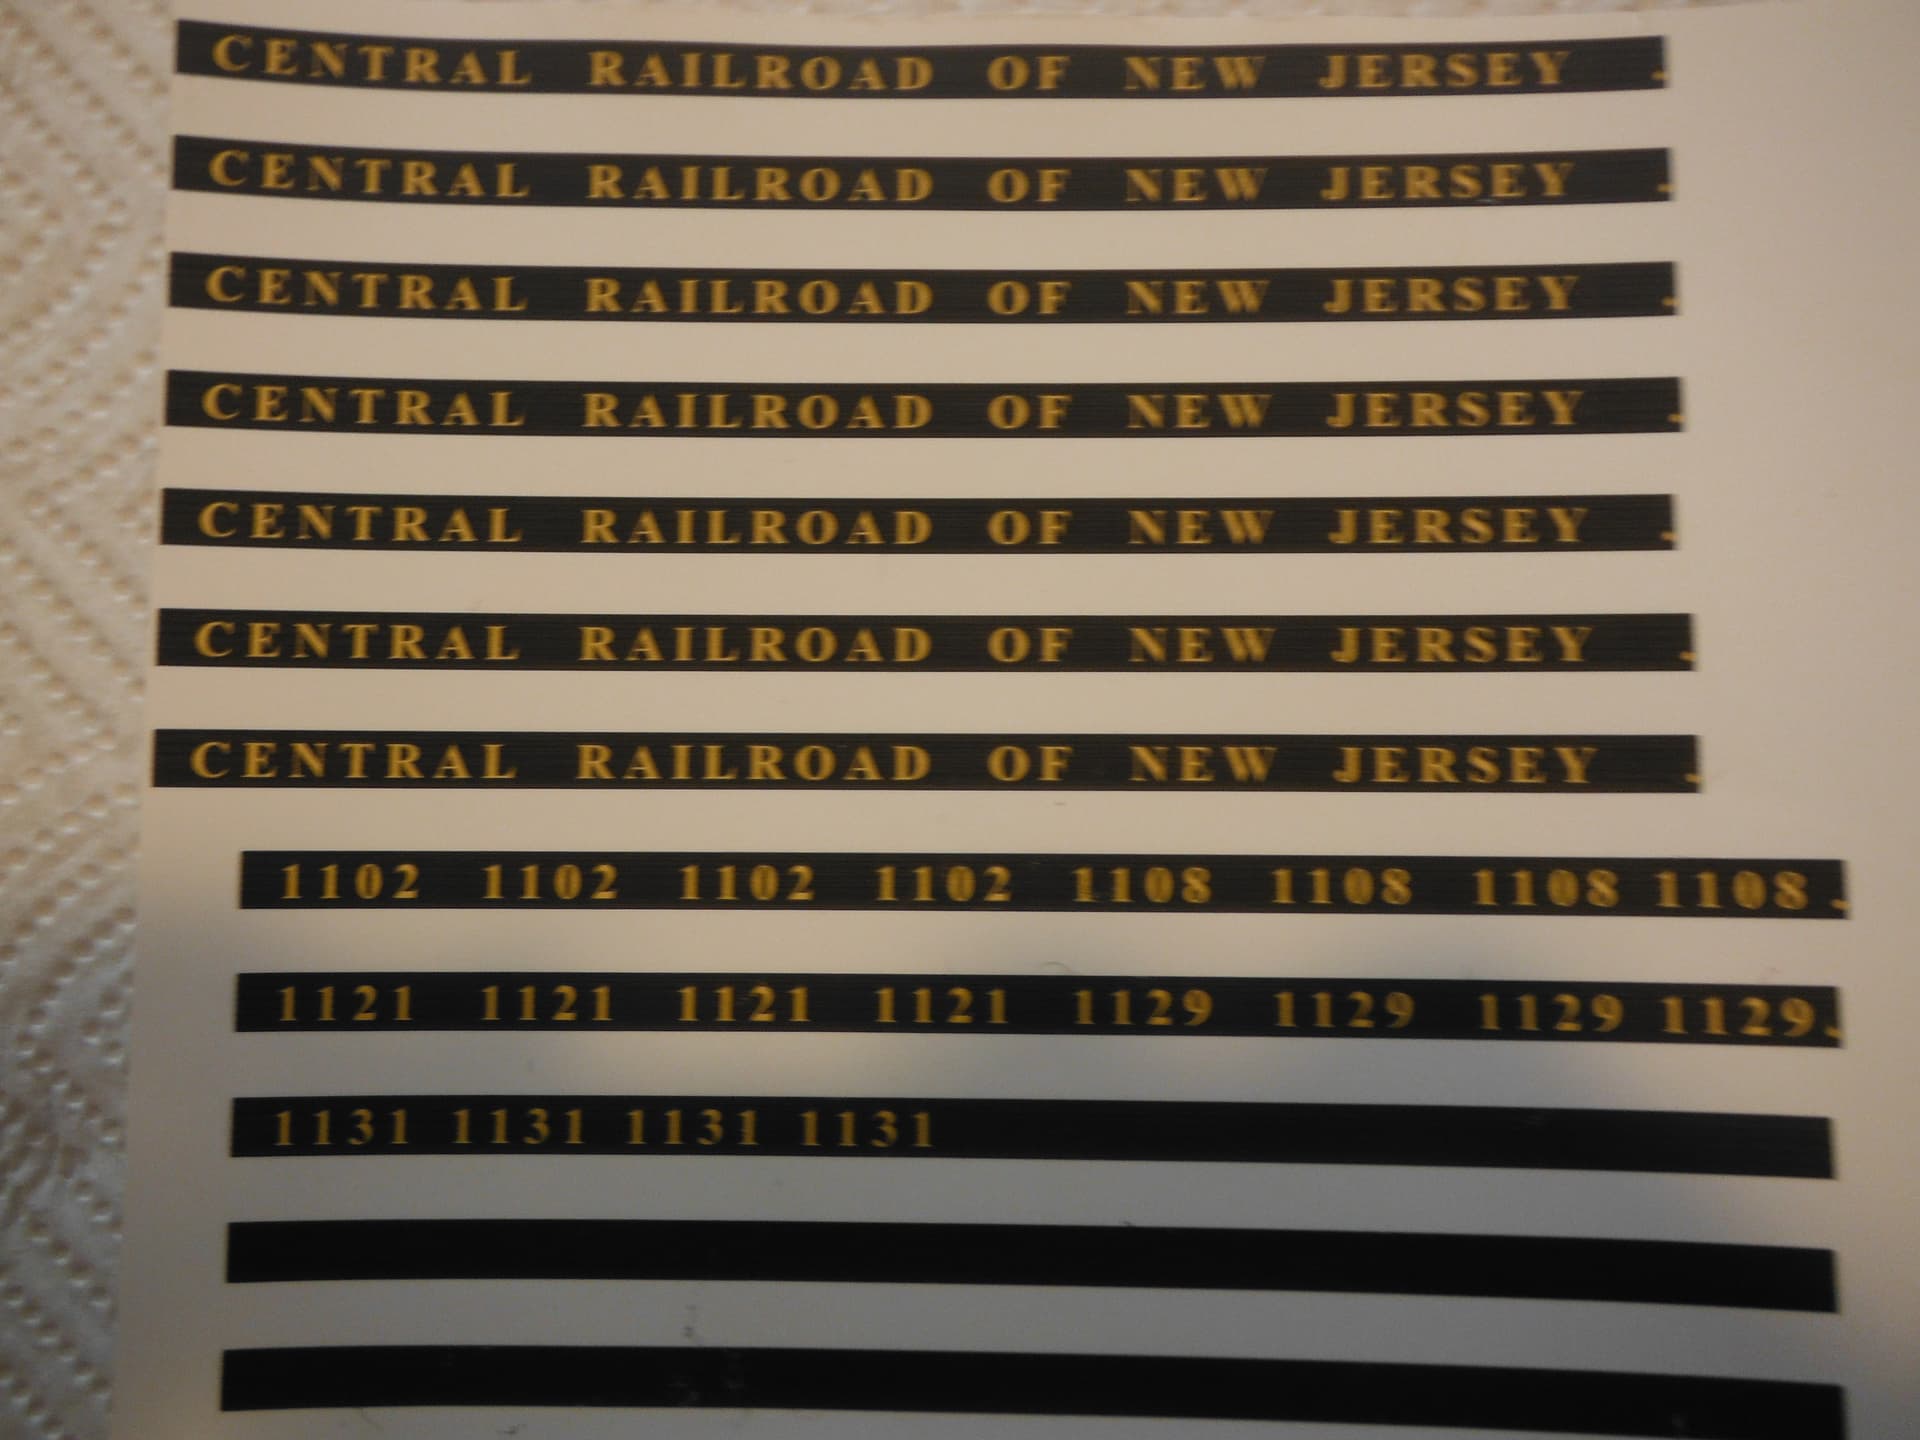 CENTRAL RAILROAD OF NEW JERSEY .
CENTRAL RAILROAD OF NEW JERSEY .
CENTRAL RAILROAD OF NEW JERSEY .
CENTRAL RAILROAD OF NEW JERSEY .
CENTRAL RAILROAD OF NEW JERSEY .
CENTRAL RAILROAD OF NEW JERSEY .
CENTRAL RAILROAD OF NEW JERSEY .
1102 1102 1102 1102 1108 1108 1108 1108 .
1121 1121 1121 1121 1129 1129 1129 1129.
1131 1131 1131 1131